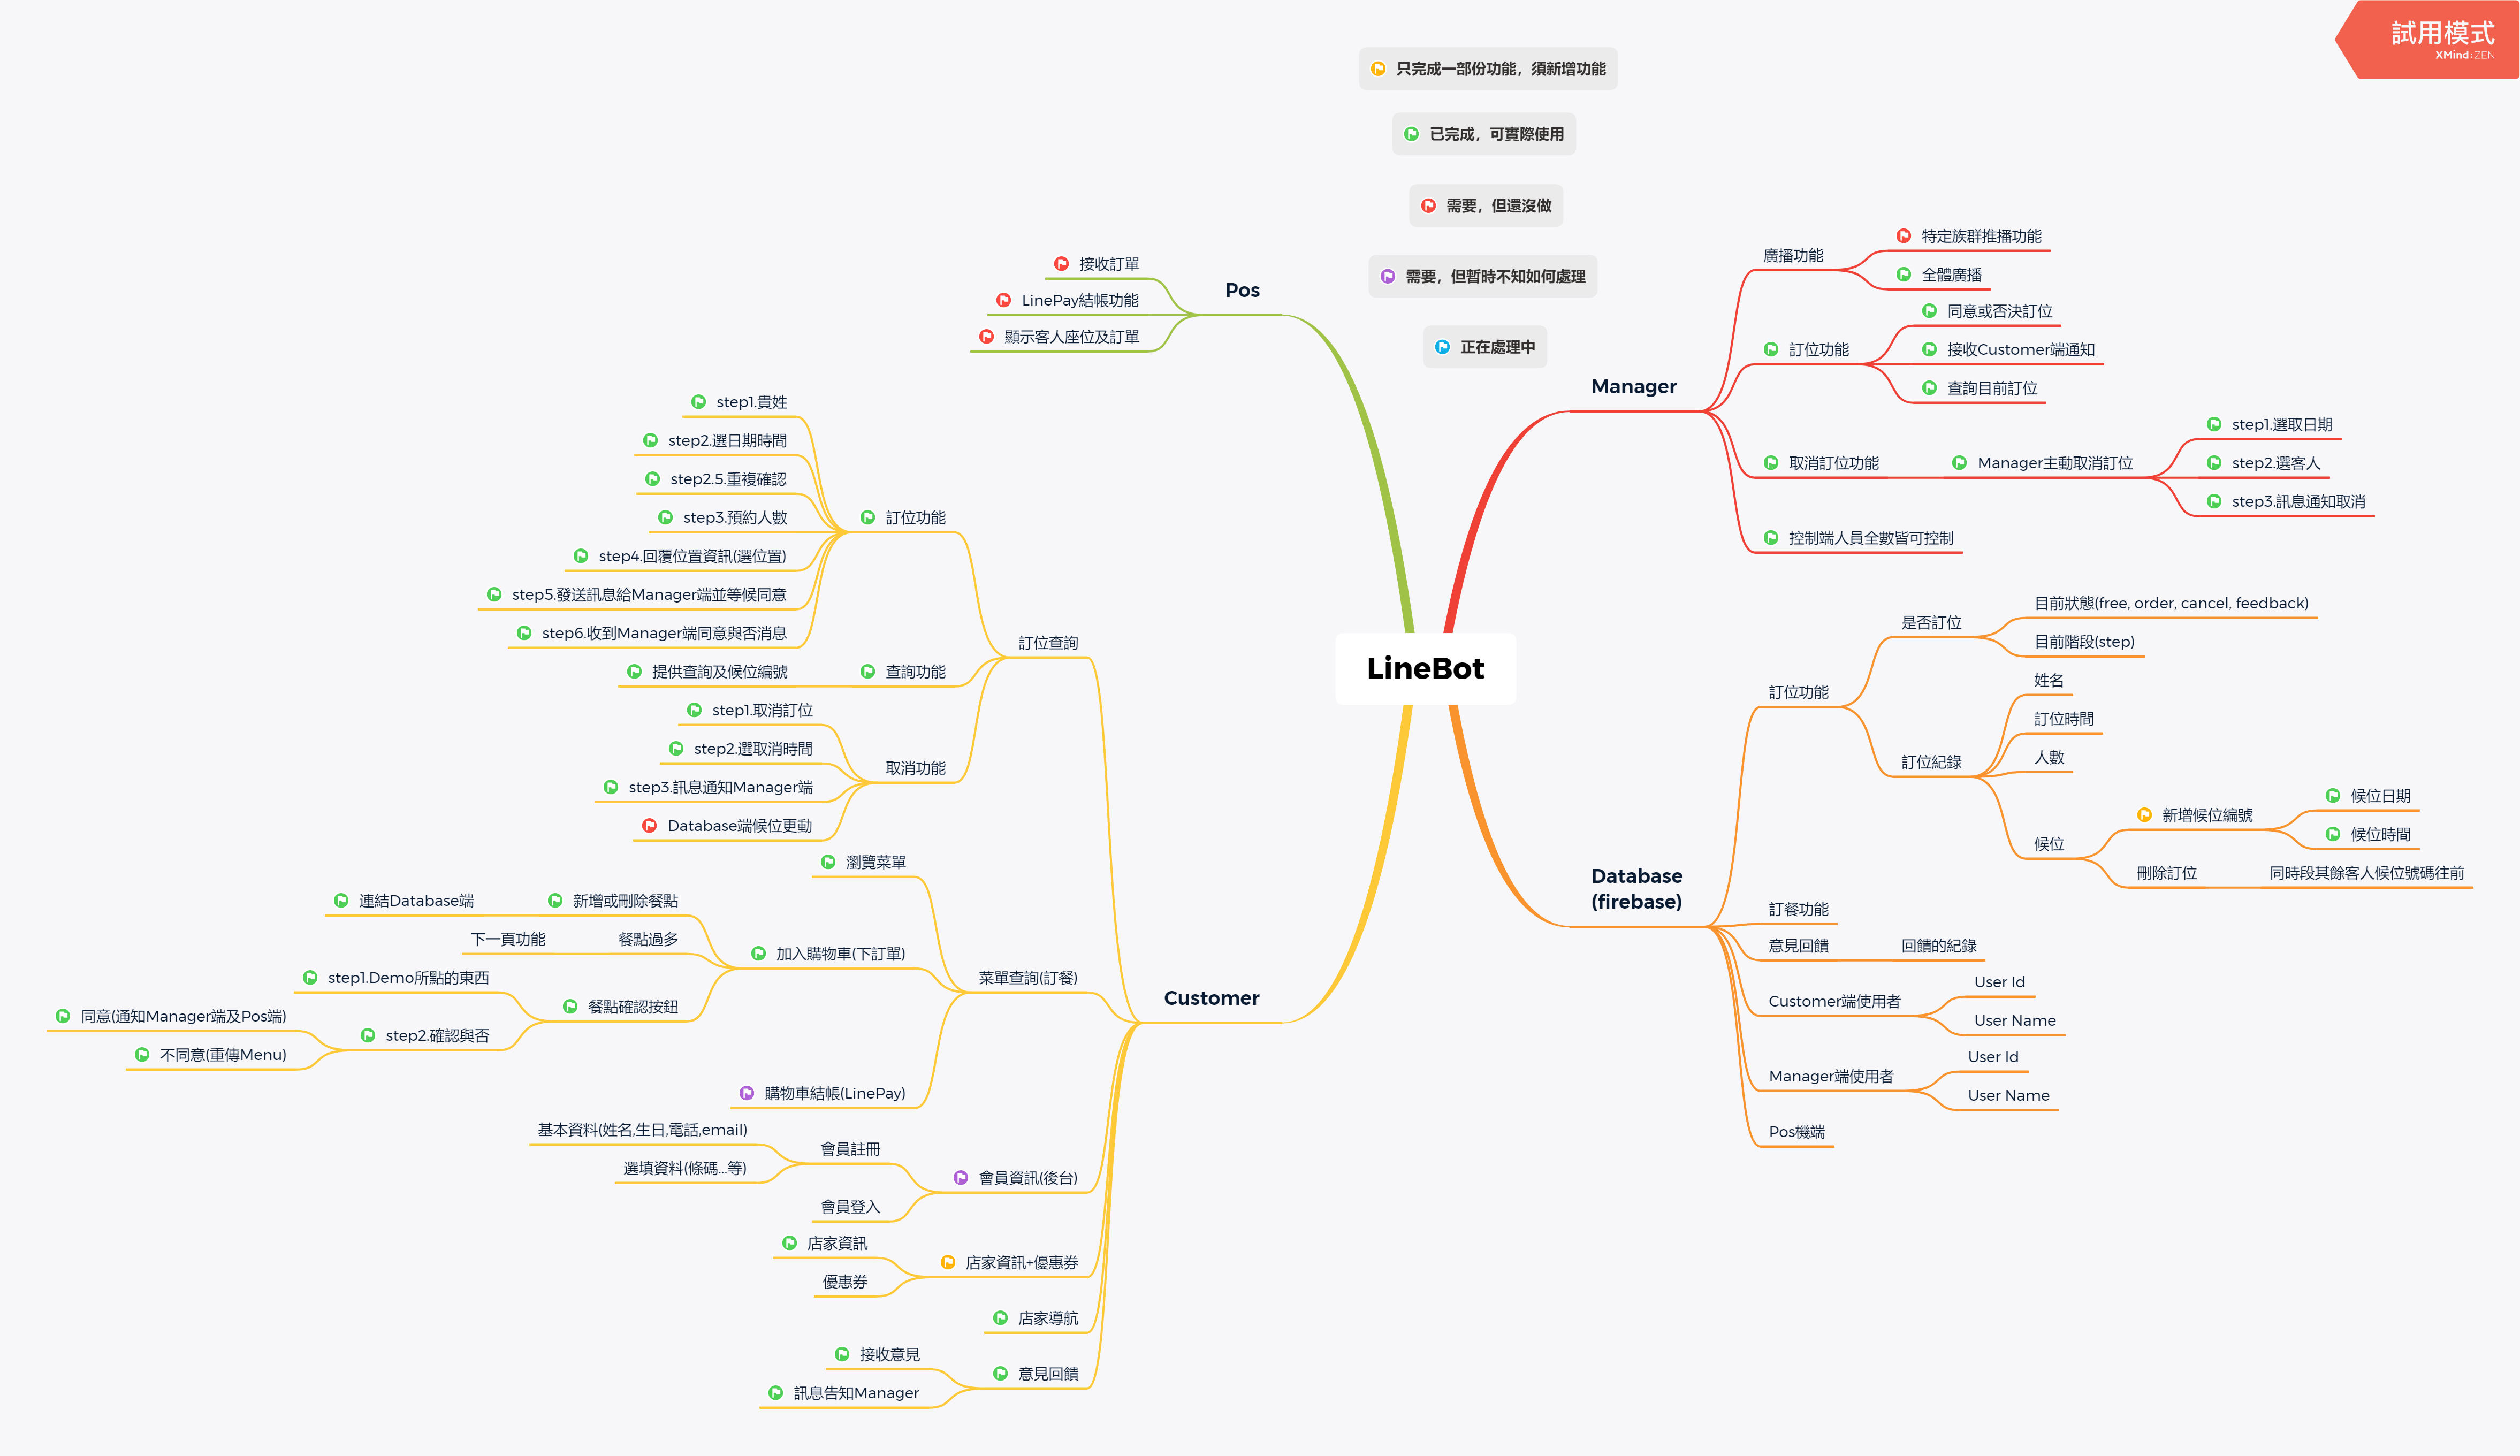 試用模式
XMind:ZEN
只完成一部份功能，須新增功能
已完成，可實際使用
需要，但還沒做
需要，但暫時不知如何處理
正在處理中
LineBot
Pos
接收訂單
LinePay結帳功能
顯示客人座位及訂單
Manager
廣播功能
特定族群推播功能
全體廣播
訂位功能
同意或否決訂位
接收Customer端通知
查詢目前訂位
取消訂位功能
Manager主動取消訂位
step1.選取日期
step2.選客人
step3.訊息通知取消
控制端人員全數皆可控制
Database
(firebase)
訂位功能
是否訂位
目前狀態(free, order, cancel, feedback)
目前階段(step)
訂位紀錄
姓名
訂位時間
人數
候位
新增候位編號
候位日期
候位時間
刪除訂位
同時段其餘客人候位號碼往前
訂餐功能
意見回饋
回饋的紀錄
Customer端使用者
User Id
User Name
Manager端使用者
User Id
User Name
Pos機端
Customer
訂位查詢
訂位功能
step1.貴姓
step2.選日期時間
step2.5.重複確認
step3.預約人數
step4.回覆位置資訊(選位置)
step5.發送訊息給Manager端並等候同意
step6.收到Manager端同意與否消息
查詢功能
提供查詢及候位編號
取消功能
step1.取消訂位
step2.選取消時間
step3.訊息通知Manager端
Database端候位更動
菜單查詢(訂餐)
瀏覽菜單
加入購物車(下訂單)
新增或刪除餐點
連結Database端
餐點過多
下一頁功能
餐點確認按鈕
step1.Demo所點的東西
step2.確認與否
同意(通知Manager端及Pos端)
不同意(重傳Menu)
購物車結帳(LinePay)
會員資訊(後台)
會員註冊
基本資料(姓名,生日,電話,email)
選填資料(條碼...等)
會員登入
店家資訊+優惠券
店家資訊
優惠券
店家導航
意見回饋
接收意見
訊息告知Manager